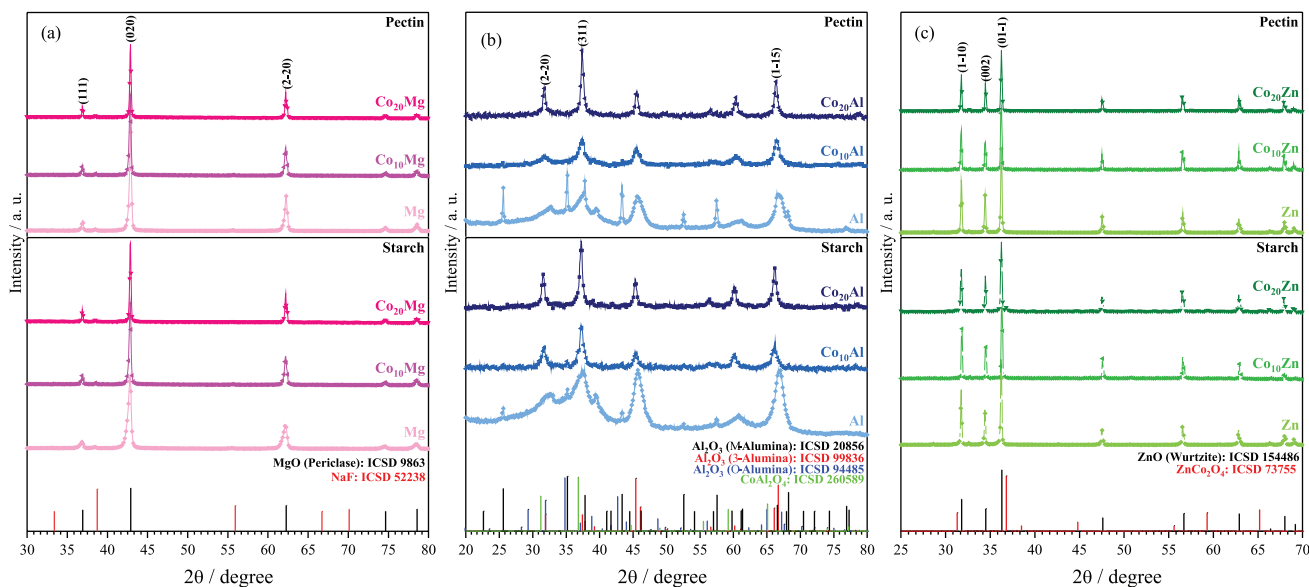 (a)
Pectin
(111)
(020)
(2-20)
Co₂₀Mg
Co₁₀Mg
Mg
Starch
Co₂₀Mg
Co₁₀Mg
Mg
MgO (Periclase): ICSD 9863
NaF: ICSD 52238
Intensity / a. u.
30 35 40 45 50 55 60 65 70 75 80
2θ / degree
(b)
Pectin
(2-20)
(311)
(1-15)
Co₂₀Al
Co₁₀Al
Al
Starch
Co₂₀Al
Co₁₀Al
Al
Al₂O₃ (Μ-Alumina): ICSD 20856
Al₂O₃ (3-Alumina): ICSD 99836
Al₂O₃ (Ο-Alumina): ICSD 94485
CoAl₂O₄: ICSD 260589
Intensity / a. u.
20 25 30 35 40 45 50 55 60 65 70 75 80
2θ / degree
(c)
Pectin
(1-10)
(002)
(01-1)
Co₂₀Zn
Co₁₀Zn
Zn
Starch
Co₂₀Zn
Co₁₀Zn
Zn
ZnO (Wurtzite): ICSD 154486
ZnCo₂O₄: ICSD 73755
Intensity / a. u.
25 30 35 40 45 50 55 60 65 70
2θ / degree